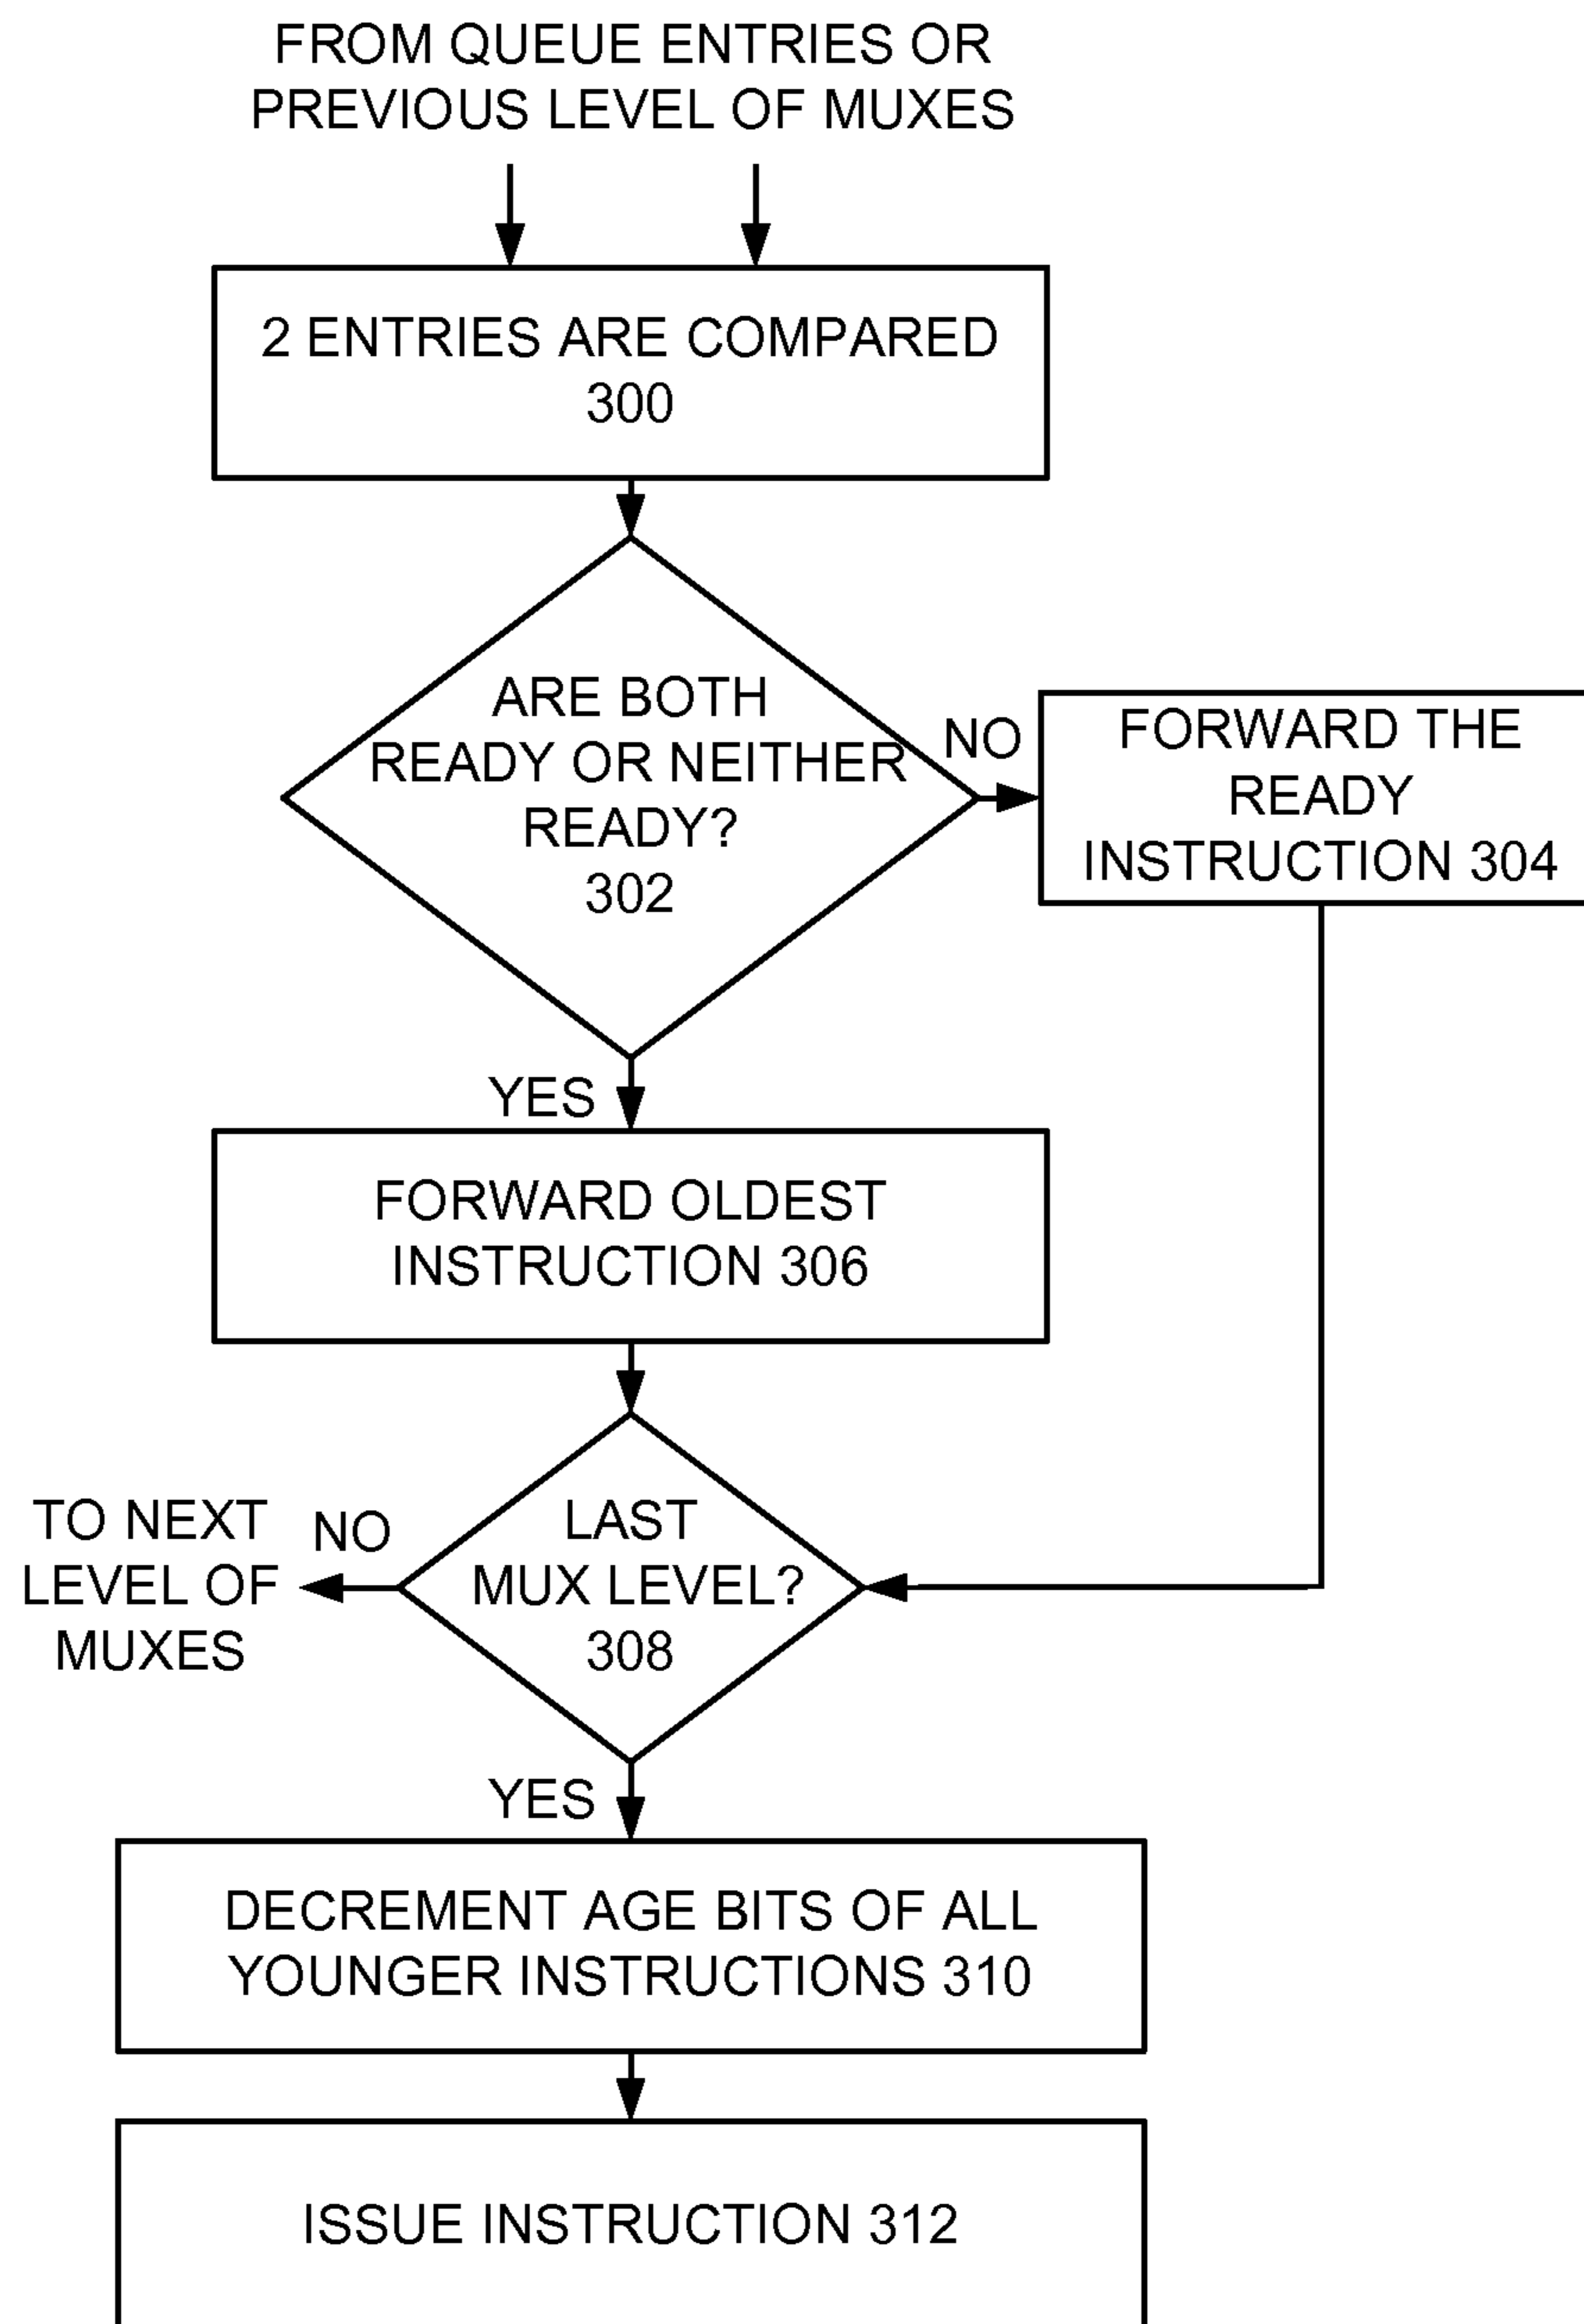 FROM QUEUE ENTRIES OR
PREVIOUS LEVEL OF MUXES
2 ENTRIES ARE COMPARED
300
ARE BOTH
READY OR NEITHER
READY?
302
NO
FORWARD THE
READY
INSTRUCTION 304
YES
FORWARD OLDEST
INSTRUCTION 306
TO NEXT
LEVEL OF
MUXES
NO
LAST
MUX LEVEL?
308
YES
DECREMENT AGE BITS OF ALL
YOUNGER INSTRUCTIONS 310
ISSUE INSTRUCTION 312